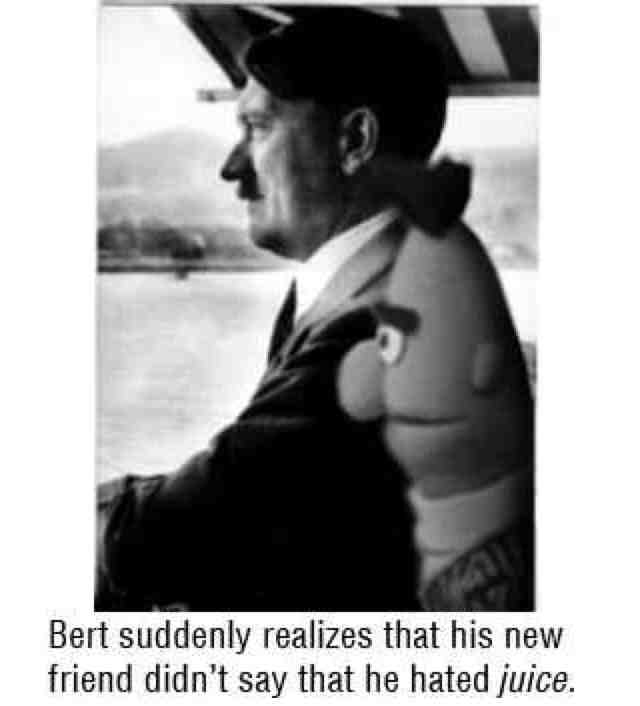 Bert suddenly realizes that his new
friend didn't say that he hated juice.